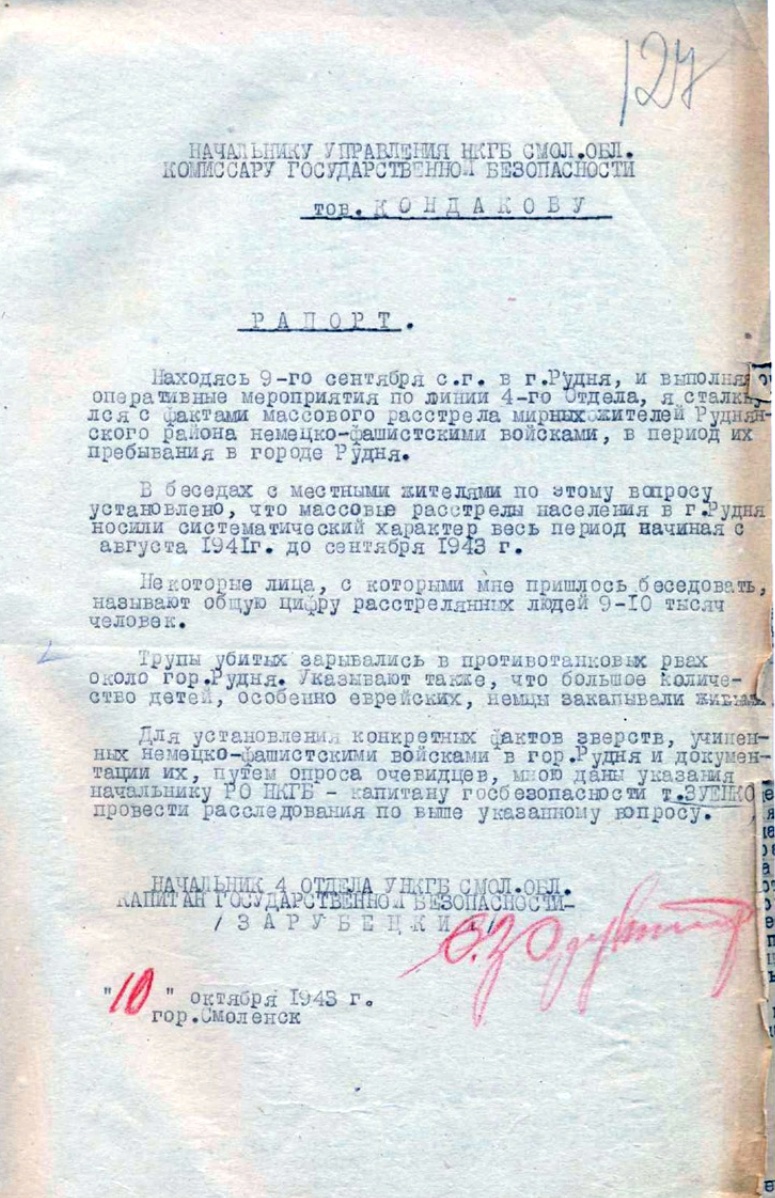 127
НАЧАЛЬНИКУ УПРАВЛЕНИЯ НКГБ СМОЛ.ОБЛ.
КОМИССАРУ ГОСУДАРСТВЕННОЙ БЕЗОПАСНОСТИ
тов. КОНДАКОВУ
РАПОРТ.
Находясь 9-го сентября с.г. в г.Рудня, и выполняя
оперативные мероприятия по линии 4-го Отдела, я сталки
лся с фактами массового расстрела мирных жителей Руднян-
ского района немецко-фашистскими войсками, в период их
пребывания в городе Рудня.
В беседах с местными жителями по этому вопросу
установлено, что массовые расстрелы населения в г.Рудня
носили систематический характер весь период начиная с
августа 1941г. до сентября 1943 г.
Некоторые лица, с которыми мне пришлось беседовать,
называют общую цифру расстрелянных людей 9-10 тысяч
человек.
Трупы убитых зарывались в противотанковых рвах
около гор.Рудня. Указывают также, что большое количе-
ство детей, особенно еврейских, немцы закапывали живыми.
Для установления конкретных фактов зверств, учинен-
ных немецко-фашистскими войсками в гор.Рудня и докумен-
тации их, путем опроса очевидцев, мною даны указания
начальнику РО НКГБ - капитану госбезопасности т.ЗУЕНКО
провести расследования по выше указанному вопросу.
НАЧАЛЬНИК 4 ОТДЕЛА УНКГБ СМОЛ.ОБЛ.
КАПИТАН ГОСУДАРСТВЕННОЙ БЕЗОПАСНОСТИ-
/ЗАРУБЕЦКИЙ/
"10" октября 1943 г.
гор.Смоленск